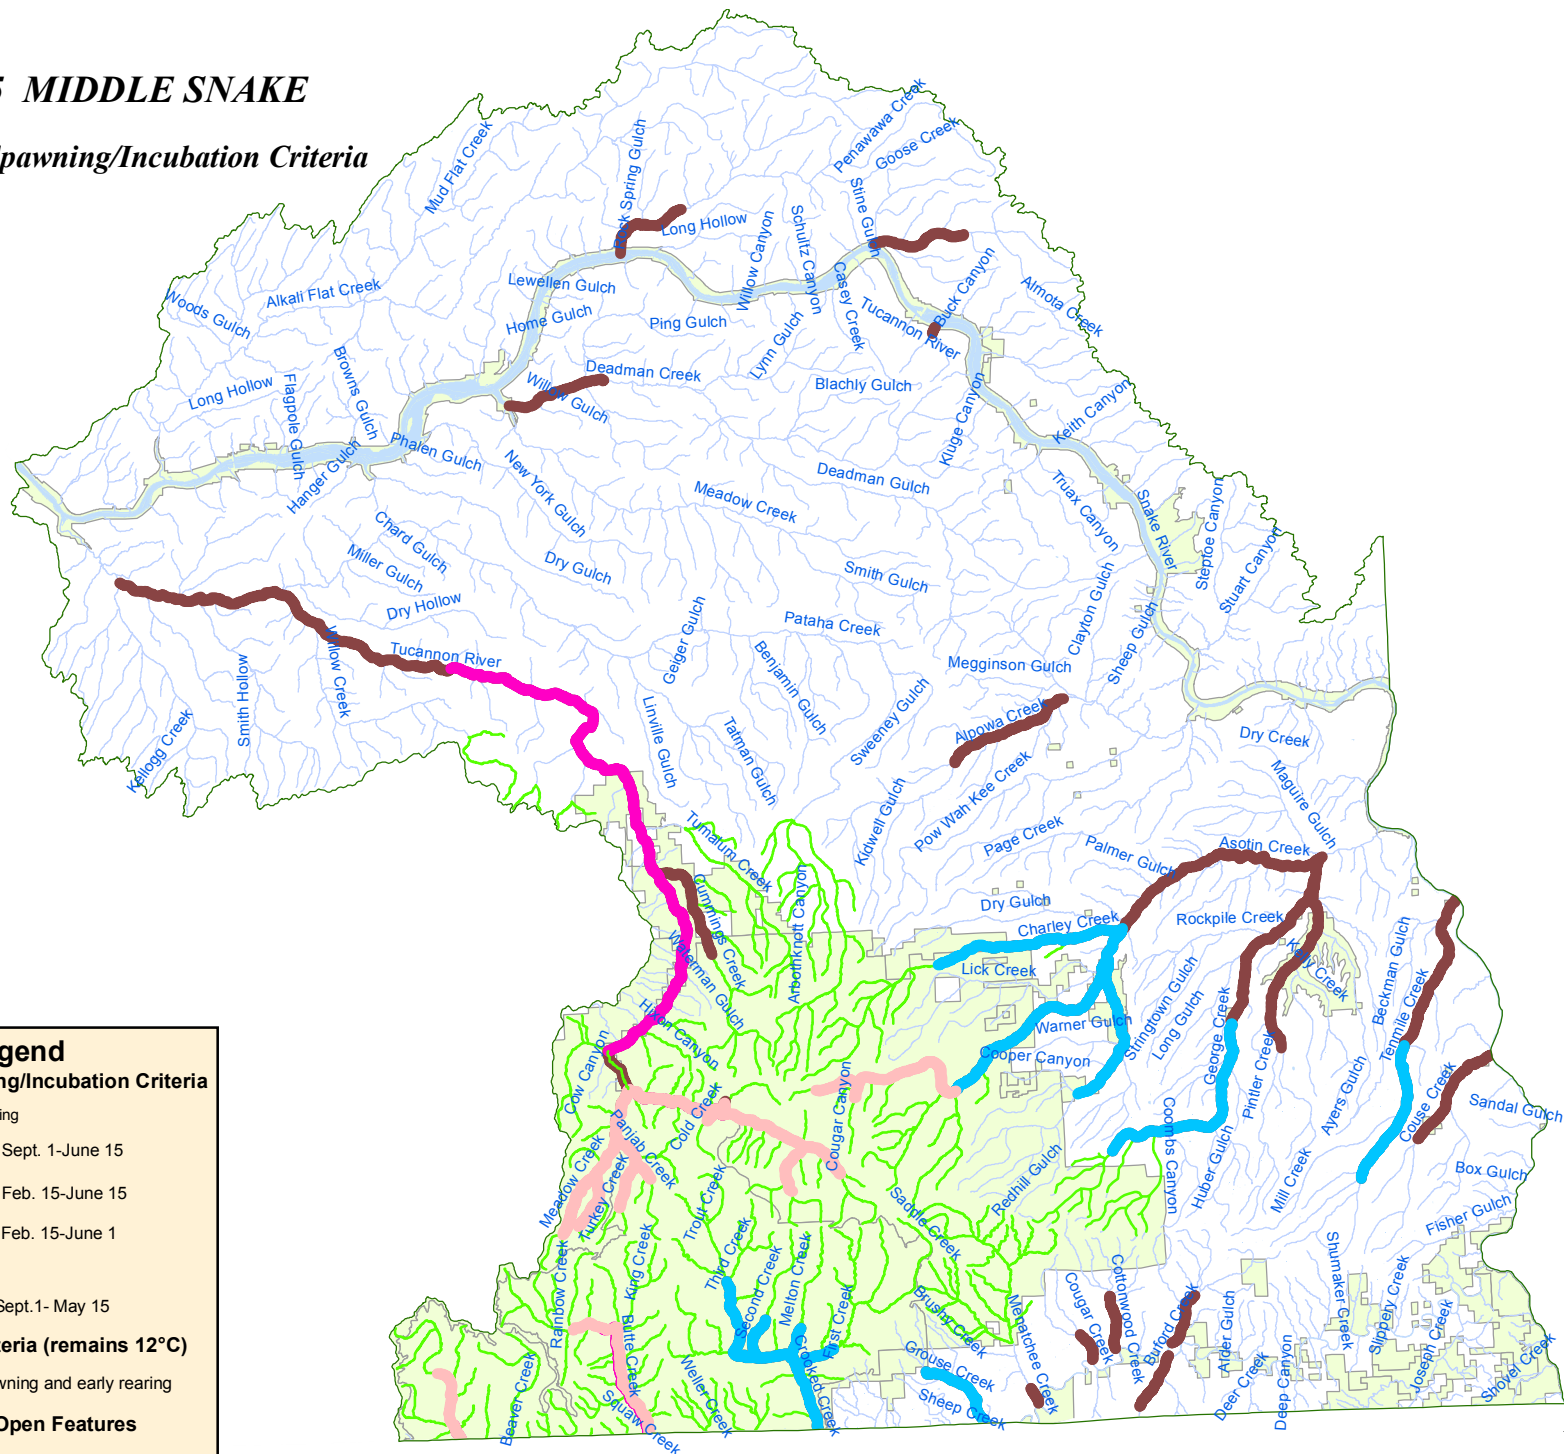 MIDDLE SNAKE
pawning/Incubation Criteria
Mud Flat Creek
Spring Gulch
Long Hollow
Penawawa Creek
Goose Creek
Stine Gulch
Schultz Canyon
Willow Canyon
Casey Creek
Buck Canyon
Almota Creek
Tucannon River
Woods Gulch
Alkali Flat Creek
Lewellen Gulch
Home Gulch
Ping Gulch
Lynn Gulch
Blachly Gulch
Deadman Creek
Willow Gulch
Long Hollow
Flagpole Gulch
Browns Gulch
Kluge Canyon
Keith Canyon
Phalen Gulch
Hanger Gulch
New York Gulch
Deadman Gulch
Meadow Creek
Truax Canyon
Snake River
Steptoe Canyon
Stuart Canyon
Chard Gulch
Miller Gulch
Dry Gulch
Dry Hollow
Smith Gulch
Clayton Gulch
Sheep Gulch
Pataha Creek
Geiger Gulch
Benjamin Gulch
Megginson Gulch
Tucannon River
Willow Creek
Smith Hollow
Kellogg Creek
Linville Gulch
Tatman Gulch
Sweeney Gulch
Alpowa Creek
Pow Wah Kee Creek
Kidwell Gulch
Dry Creek
Maguire Gulch
Page Creek
Palmer Gulch
Asotin Creek
Tumalum Creek
Cummings Creek
Arbothknott Canyon
Dry Gulch
Charley Creek
Rockpile Creek
Kelly Creek
Beckman Gulch
Tenmile Creek
Waterman Gulch
Lick Creek
Hixon Canyon
Warner Gulch
Cooper Canyon
Stringtown Gulch
Long Gulch
George Creek
Pintler Creek
Ayers Gulch
Couse Creek
Sandal Gulch
Cow Canyon
Cold Creek
Panjab Creek
Cougar Canyon
Meadow Creek
Turkey Creek
Trout Creek
Saddle Creek
Redhill Gulch
Coombs Canyon
Huber Gulch
Mill Creek
Box Gulch
Fisher Gulch
Rainbow Creek
King Creek
Butte Creek
Third Creek
Second Creek
Melton Creek
First Creek
Crooked Creek
Brushy Creek
Grouse Creek
Sheep Creek
Menatchee Creek
Cougar Creek
Cottonwood Creek
Buford Creek
Alder Gulch
Deer Creek
Deep Canyon
Shumaker Creek
Slippery Creek
Joseph Creek
Shovel Creek
Beaver Creek
Squaw Creek
Weller Creek
gend
ng/Incubation Criteria
ing
Sept. 1-June 15
Feb. 15-June 15
Feb. 15-June 1
Sept.1- May 15
teria (remains 12°C)
wning and early rearing
Open Features